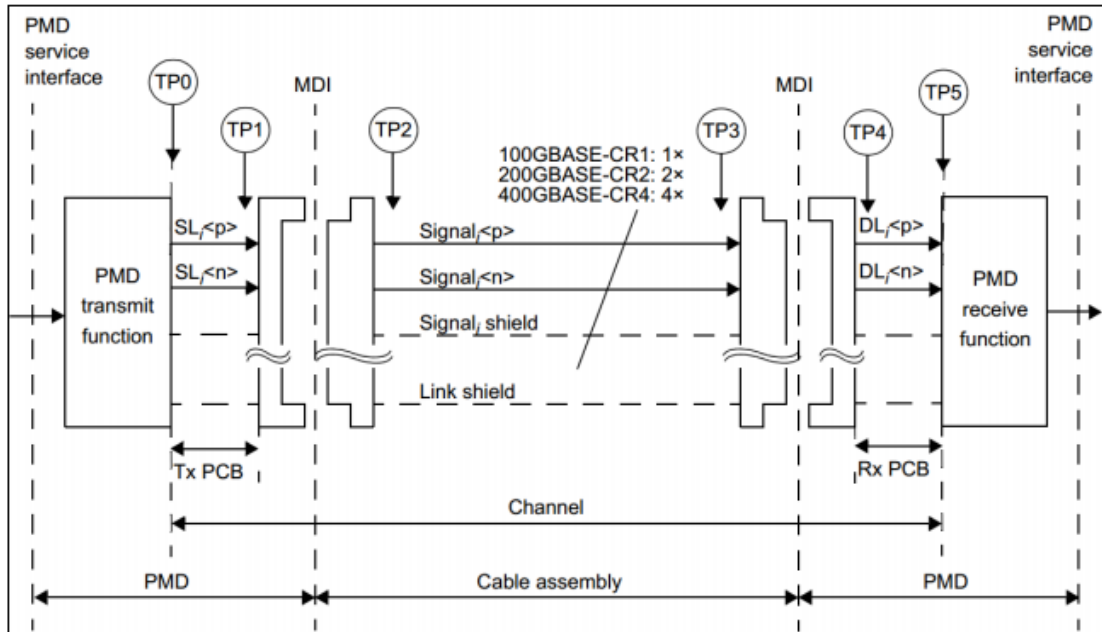 PMD
service
interface
PMD
service
interface
TP0
TP5
MDI
MDI
TP1
TP2
TP3
TP4
100GBASE-CR1: 1×
200GBASE-CR2: 2×
400GBASE-CR4: 4×
SLi<p>
Signali<p>
DLi<p>
SLi<n>
Signali<n>
DLi<n>
PMD
transmit
function
PMD
receive
function
Signali shield
Link shield
Tx PCB
Rx PCB
Channel
PMD
Cable assembly
PMD